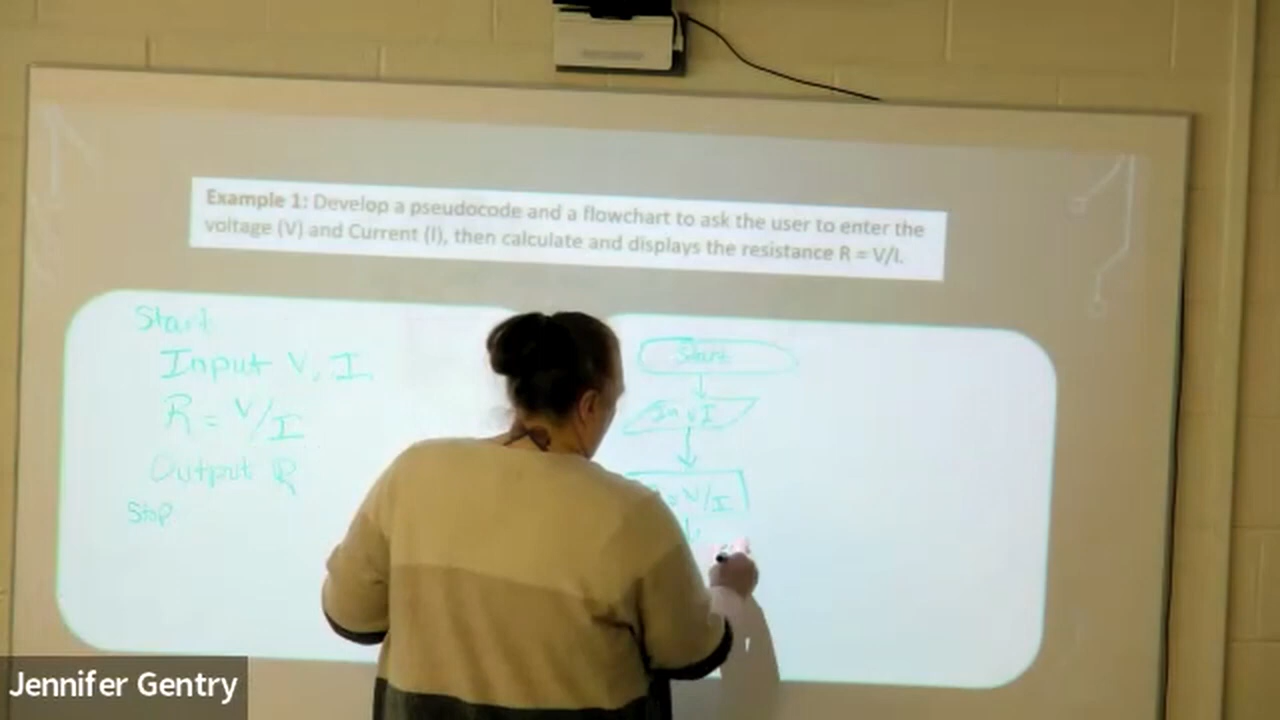 Example 1: Develop a pseudocode and a flowchart to ask the user to enter the
voltage (V) and Current (I), then calculate and displays the resistance R = V/I.
Start
Input V, I
R = V/I
Output R
Stop
Start
In V, I
V/I
Jennifer Gentry